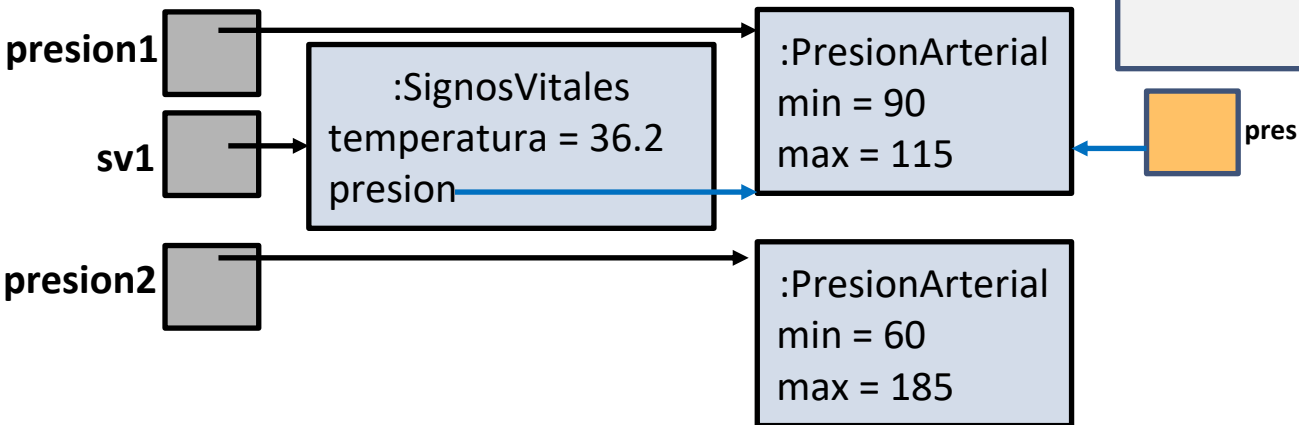 presion1
:SignosVitales
temperatura = 36.2
presion
:PresionArterial
min = 90
max = 115
pres
sv1
presion2
:PresionArterial
min = 60
max = 185